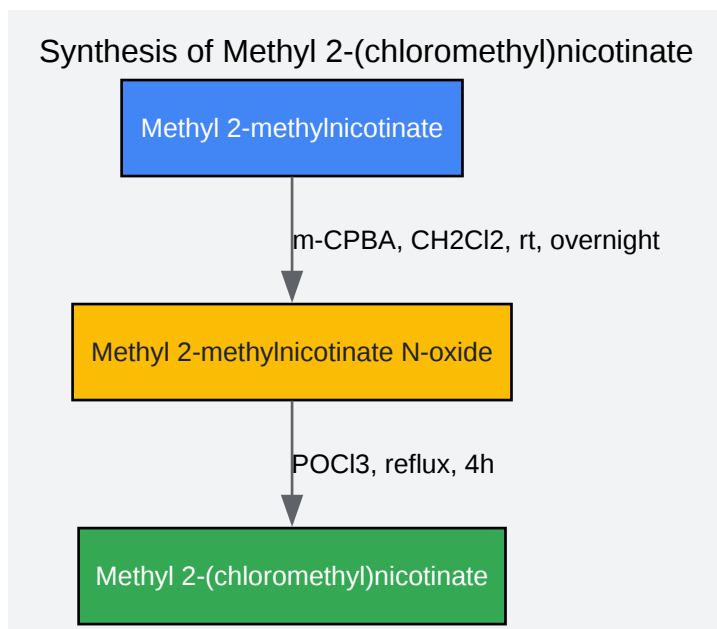 Synthesis of Methyl 2-(chloromethyl)nicotinate
Methyl 2-methylnicotinate
m-CPBA, CH2Cl2, rt, overnight
Methyl 2-methylnicotinate N-oxide
POCl3, reflux, 4h
Methyl 2-(chloromethyl)nicotinate